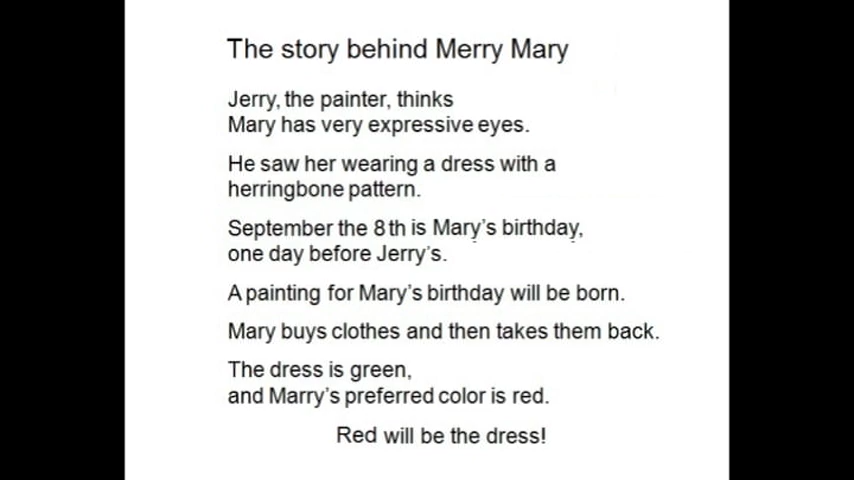 The story behind Merry Mary
Jerry, the painter, thinks
Mary has very expressive eyes.
He saw her wearing a dress with a
herringbone pattern.
September the 8th is Mary's birthday,
one day before Jerry's.
A painting for Mary's birthday will be born.
Mary buys clothes and then takes them back.
The dress is green,
and Marry's preferred color is red.
Red will be the dress!